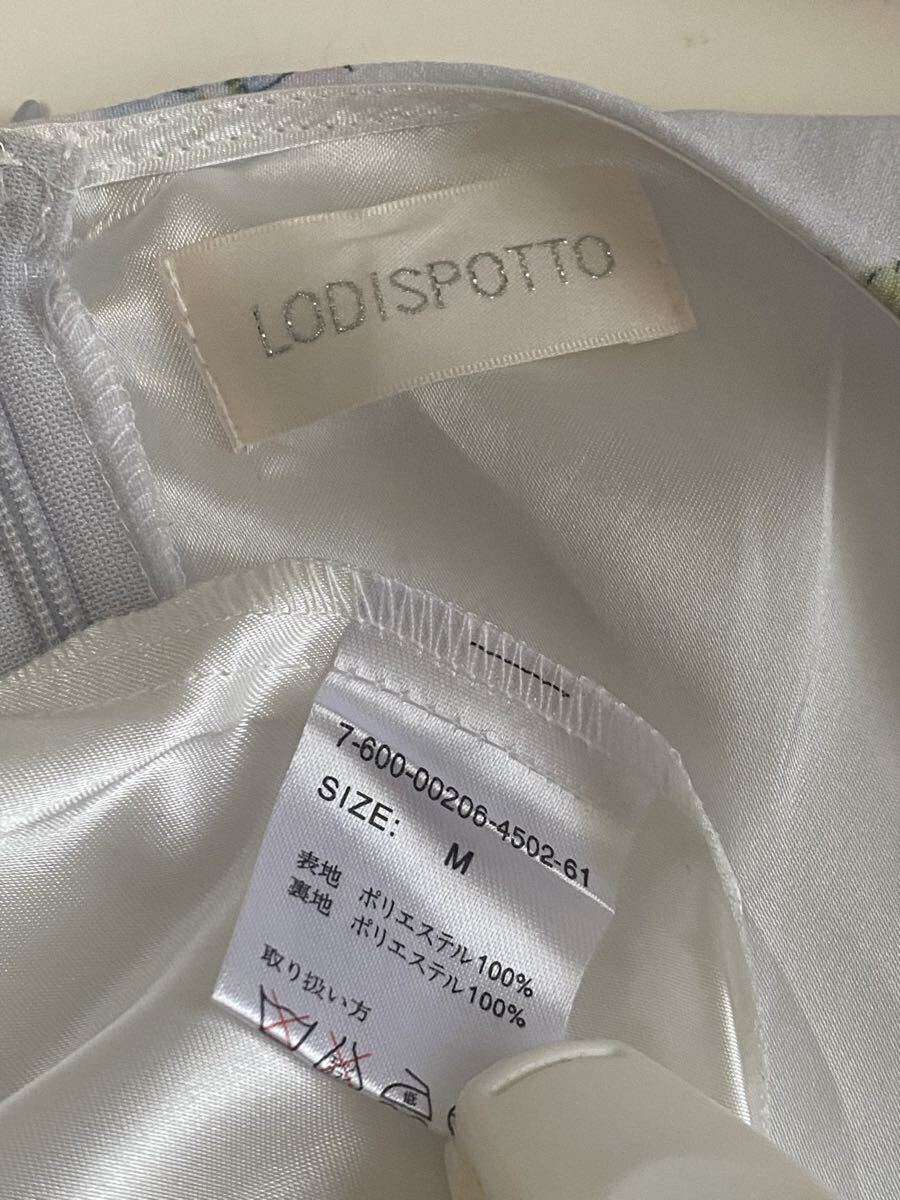 LODISPOTTO
7-600-00206-4502-61
SIZE:
M
表地 ポリエステル100%
裏地 ポリエステル100%
取り扱い方
低